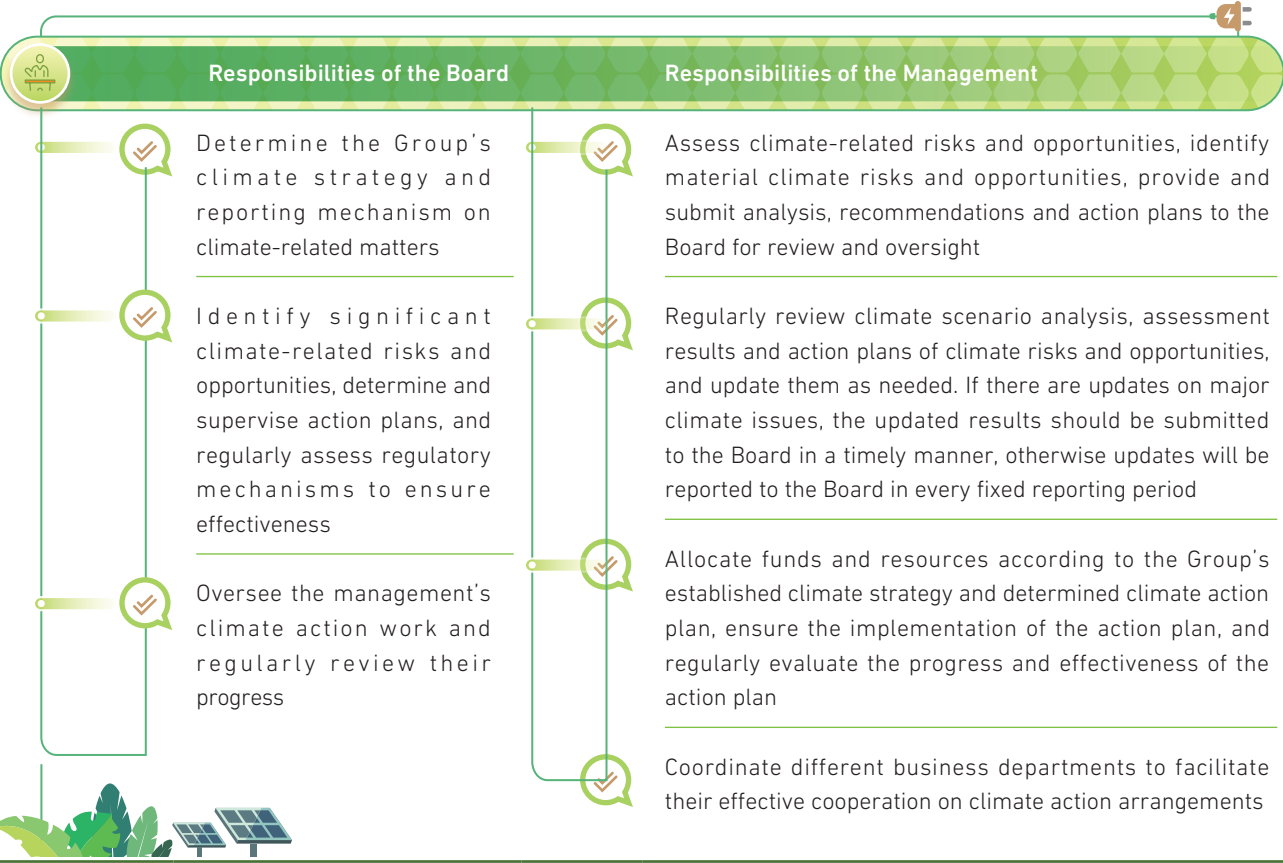 Responsibilities of the Board
Determine the Group's
climate strategy and
reporting mechanism on
climate-related matters
Identify significant
climate-related risks and
opportunities, determine and
supervise action plans, and
regularly assess regulatory
mechanisms to ensure
effectiveness
Oversee the management's
climate action work and
regularly review their
progress
Responsibilities of the Management
Assess climate-related risks and opportunities, identify
material climate risks and opportunities, provide and
submit analysis, recommendations and action plans to the
Board for review and oversight
Regularly review climate scenario analysis, assessment
results and action plans of climate risks and opportunities,
and update them as needed. If there are updates on major
climate issues, the updated results should be submitted
to the Board in a timely manner, otherwise updates will be
reported to the Board in every fixed reporting period
Allocate funds and resources according to the Group's
established climate strategy and determined climate action
plan, ensure the implementation of the action plan, and
regularly evaluate the progress and effectiveness of the
action plan
Coordinate different business departments to facilitate
their effective cooperation on climate action arrangements